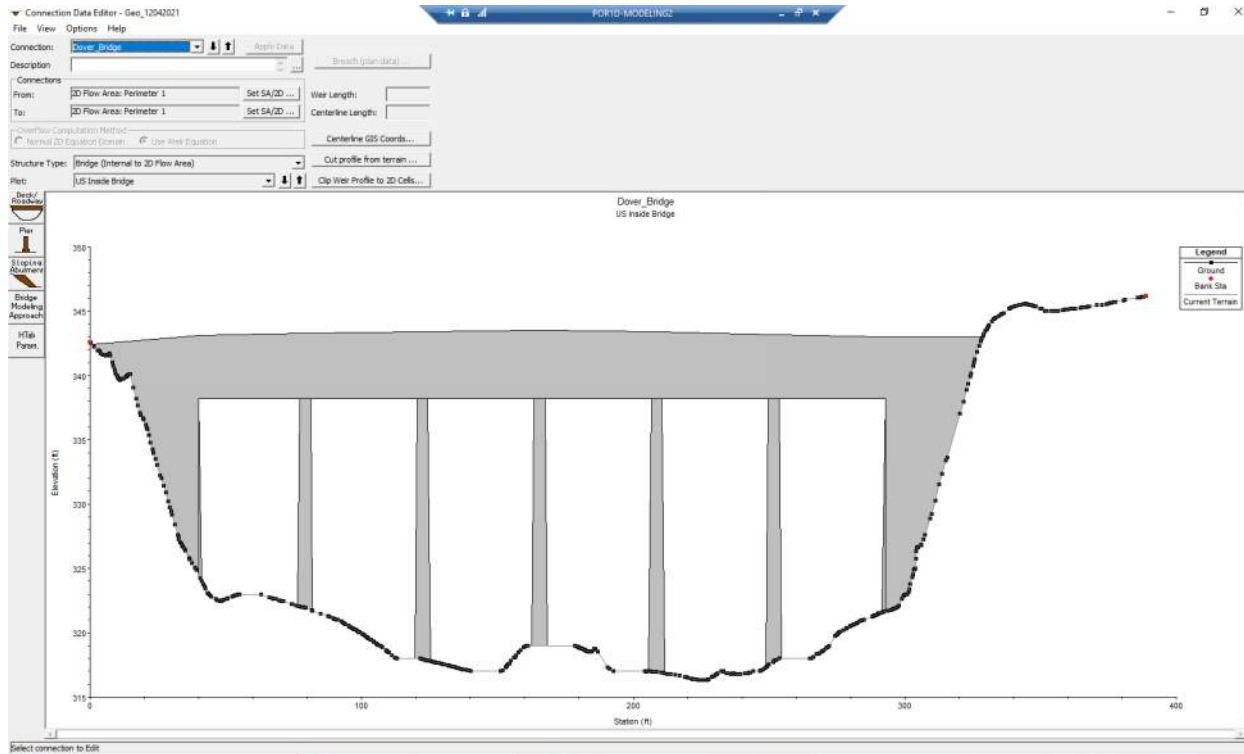 Connection Data Editor - Geo_12042021
PDR1D-MODELING2
File View Options Help
Connection: Dover_Bridge Apply Data
Description ... Breach (plan data) ...
Connections
From: 2D Flow Area: Perimeter 1 Set SA/2D ... Weir Length:
To: 2D Flow Area: Perimeter 1 Set SA/2D ... Centerline Length:
Overflow Computation Method
Normal 2D Equation Domain Use Weir Equation Centerline GIS Coords...
Structure Type: Bridge (Internal to 2D Flow Area) Cut profile from terrain ...
Plot: US Inside Bridge Clip Weir Profile to 2D Cells...
Deck/
Roadway
Pier
Sloping
Abutment
Bridge
Modeling
Approach
HTab
Param.
Dover_Bridge
US Inside Bridge
350
345
340
335
330
325
320
315
Elevation (ft)
0 100 200 300 400
Station (ft)
Legend
Ground
Bank Sta
Current Terrain
Select connection to Edit